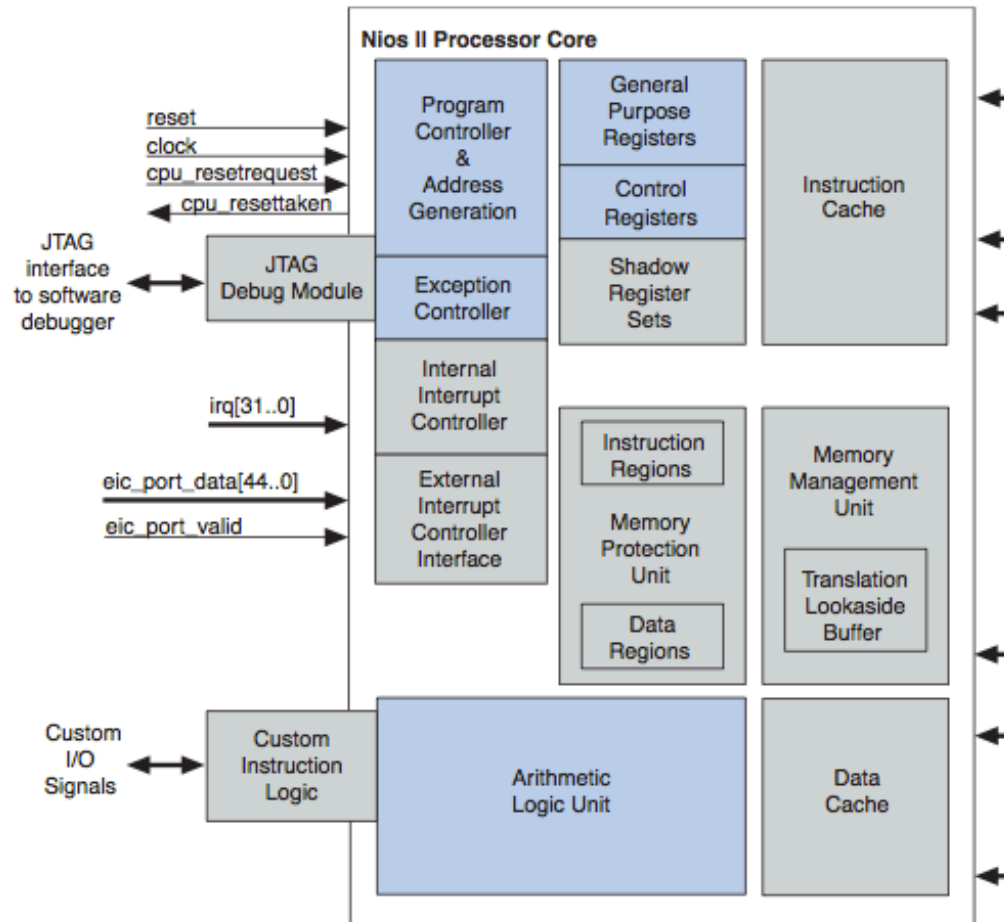 Nios II Processor Core
reset
clock
cpu_resetrequest
cpu_resettaken
JTAG
interface
to software
debugger
JTAG
Debug Module
irq[31..0]
eic_port_data[44..0]
eic_port_valid
Custom
I/O
Signals
Custom
Instruction
Logic
Program
Controller
&
Address
Generation
Exception
Controller
Internal
Interrupt
Controller
External
Interrupt
Controller
Interface
General
Purpose
Registers
Control
Registers
Shadow
Register
Sets
Instruction
Cache
Instruction
Regions
Memory
Protection
Unit
Data
Regions
Memory
Management
Unit
Translation
Lookaside
Buffer
Arithmetic
Logic Unit
Data
Cache